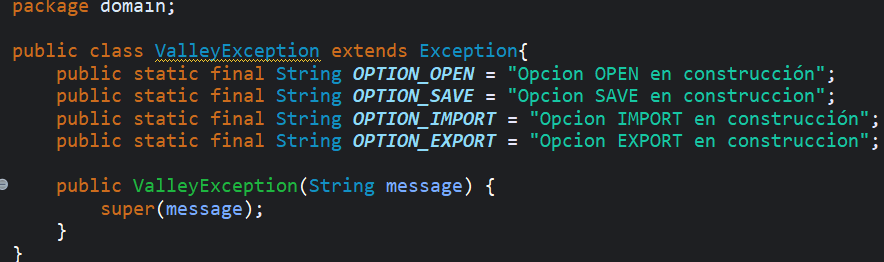 package domain;
public class ValleyException extends Exception{
    public static final String OPTION_OPEN = "Opcion OPEN en construcción";
    public static final String OPTION_SAVE = "Opcion SAVE en construccion";
    public static final String OPTION_IMPORT = "Opcion IMPORT en construcción";
    public static final String OPTION_EXPORT = "Opcion EXPORT en construccion";
    public ValleyException(String message) {
        super(message);
    }
}